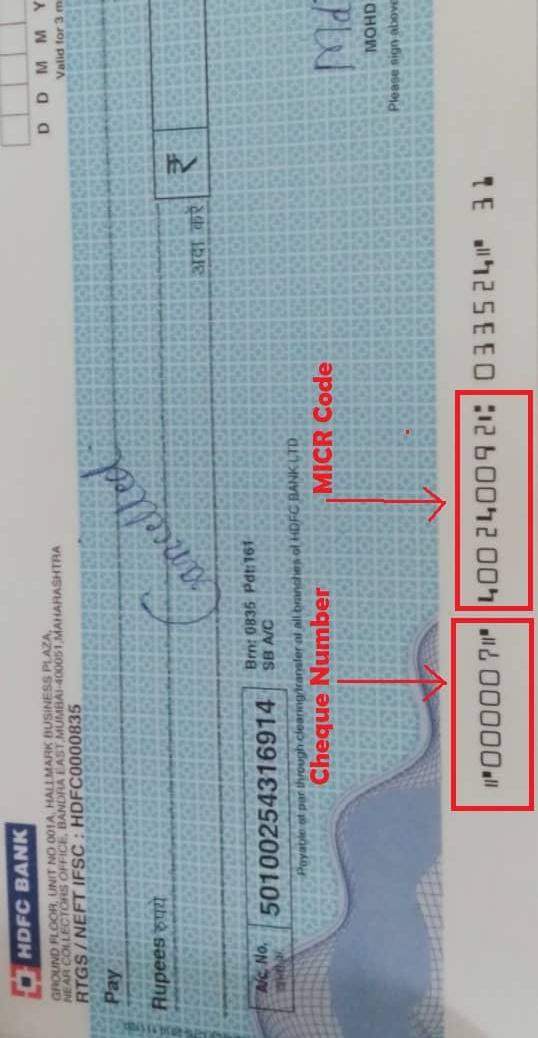 HDFC BANK
GROUND FLOOR, UNIT NO 001A, HALLMARK BUSINESS PLAZA,
NEAR COLLECTORS OFFICE, BANDRA EAST,MUMBAI-400051,MAHARASHTRA
RTGS / NEFT IFSC : HDFC0000835
D D M M Y
Valid for 3 m
Pay
Cancelled
Rupees रुपये
अदा करें ₹
A/c. No. 50100254316914 Brn: 0835 Pdt:161
SB A/C
Payable at par through clearing/transfer at all branches of HDFC BANK LTD
Md
MOHD
Please sign above
Cheque Number
MICR Code
⑈000007⑈ 400240092⑆ 033524⑈ 31